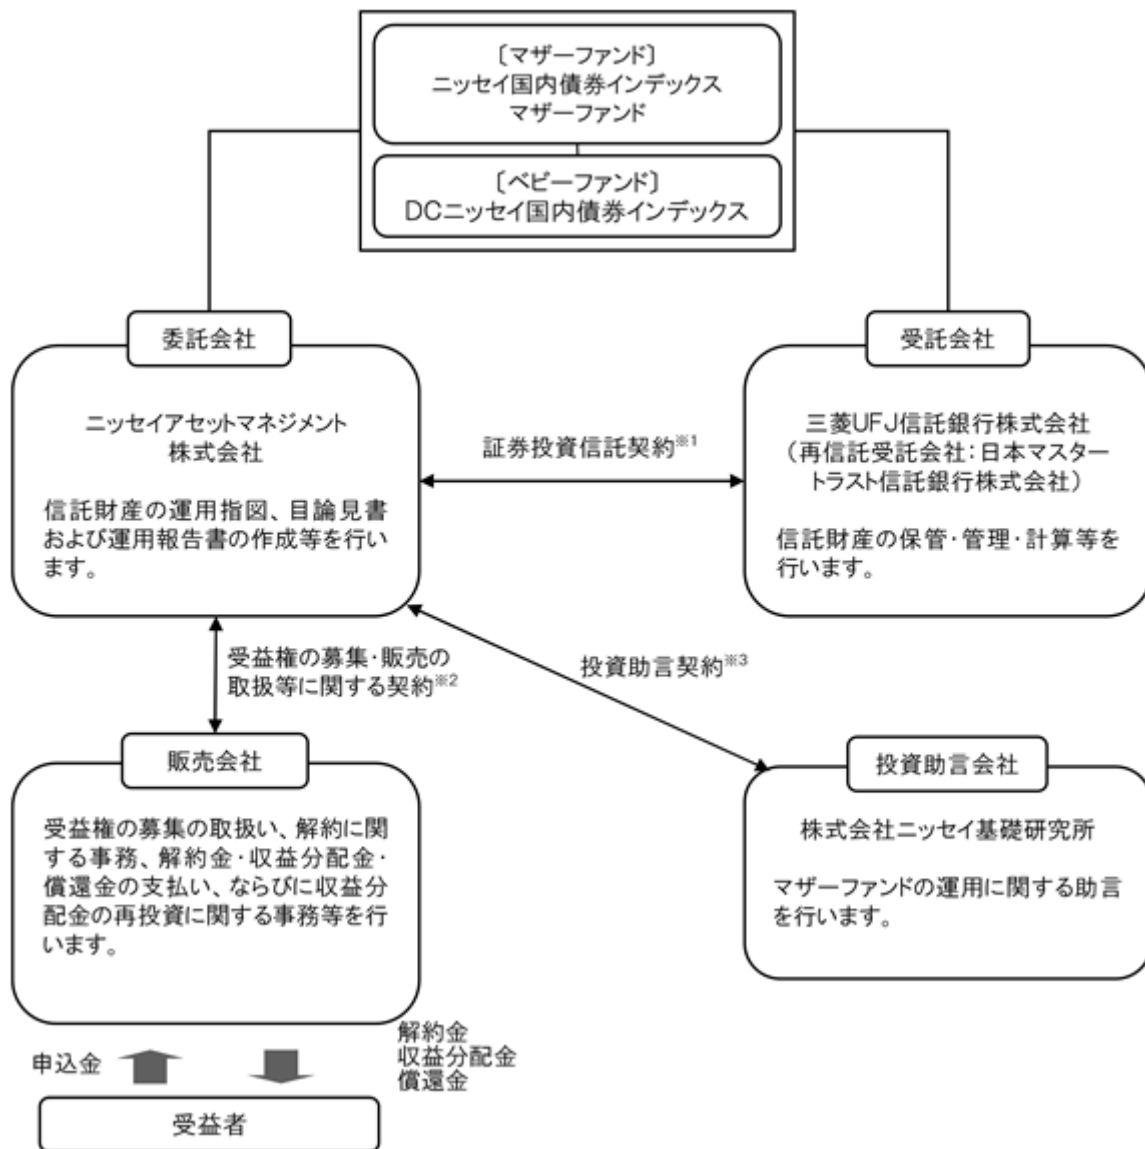 〔マザーファンド〕
ニッセイ国内債券インデックス
マザーファンド
〔ベビーファンド〕
DCニッセイ国内債券インデックス
委託会社
ニッセイアセットマネジメント
株式会社
信託財産の運用指図、目論見書
および運用報告書の作成等を行い
ます。
証券投資信託契約※1
受託会社
三菱UFJ信託銀行株式会社
(再信託受託会社:日本マスター
トラスト信託銀行株式会社)
信託財産の保管・管理・計算等を
行います。
受益権の募集・販売の
取扱等に関する契約※2
投資助言契約※3
販売会社
受益権の募集の取扱い、解約に関
する事務、解約金・収益分配金・
償還金の支払い、ならびに収益分
配金の再投資に関する事務等を行
います。
投資助言会社
株式会社ニッセイ基礎研究所
マザーファンドの運用に関する助言
を行います。
申込金
解約金
収益分配金
償還金
受益者